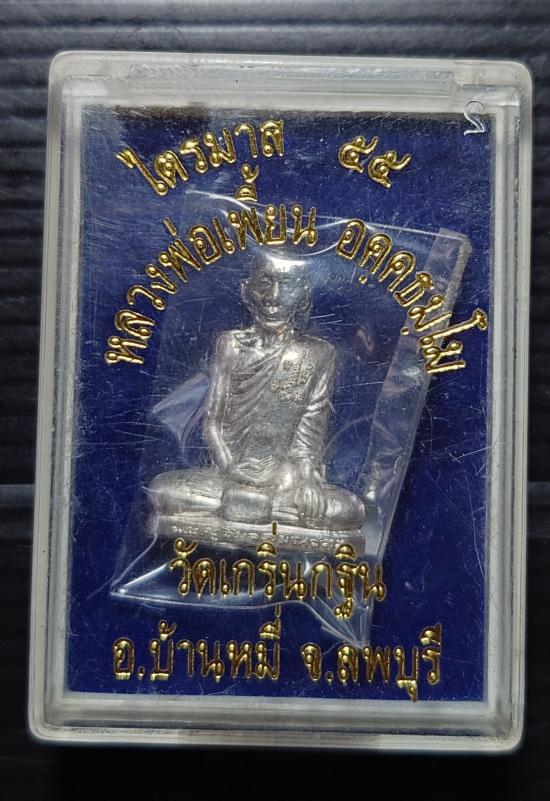 ไตรมาส ๕๕
หลวงพ่อเพี้ยน อคฺคธมฺโม
วัดเกริ่นกฐิน
อ.บ้านหมี่ จ.ลพบุรี